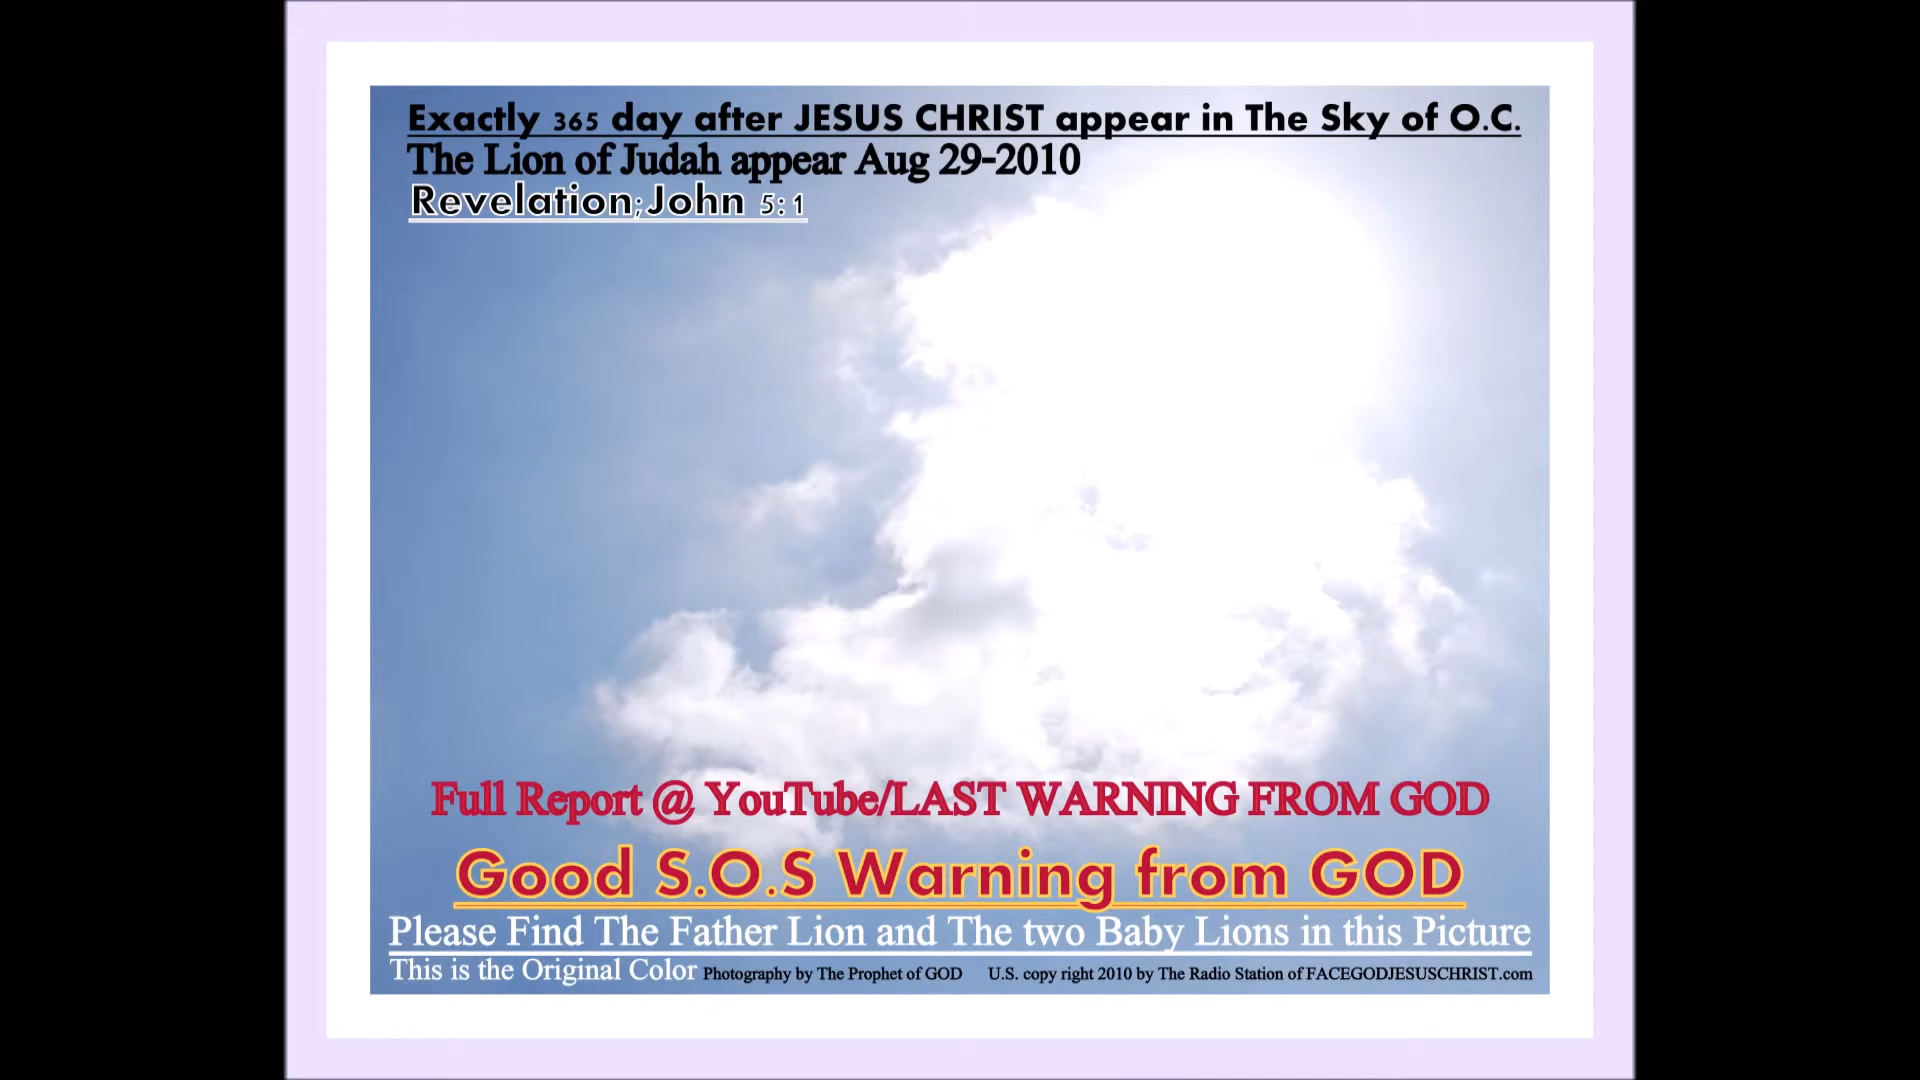 Exactly 365 day after JESUS CHRIST appear in The Sky of O.C.
The Lion of Judah appear Aug 29-2010
Revelation;John 5:1
Full Report @ YouTube/LAST WARNING FROM GOD
Good S.O.S Warning from GOD
Please Find The Father Lion and The two Baby Lions in this Picture
This is the Original Color Photography by The Prophet of GOD U.S. copy right 2010 by The Radio Station of FACEGODJESUSCHRIST.com